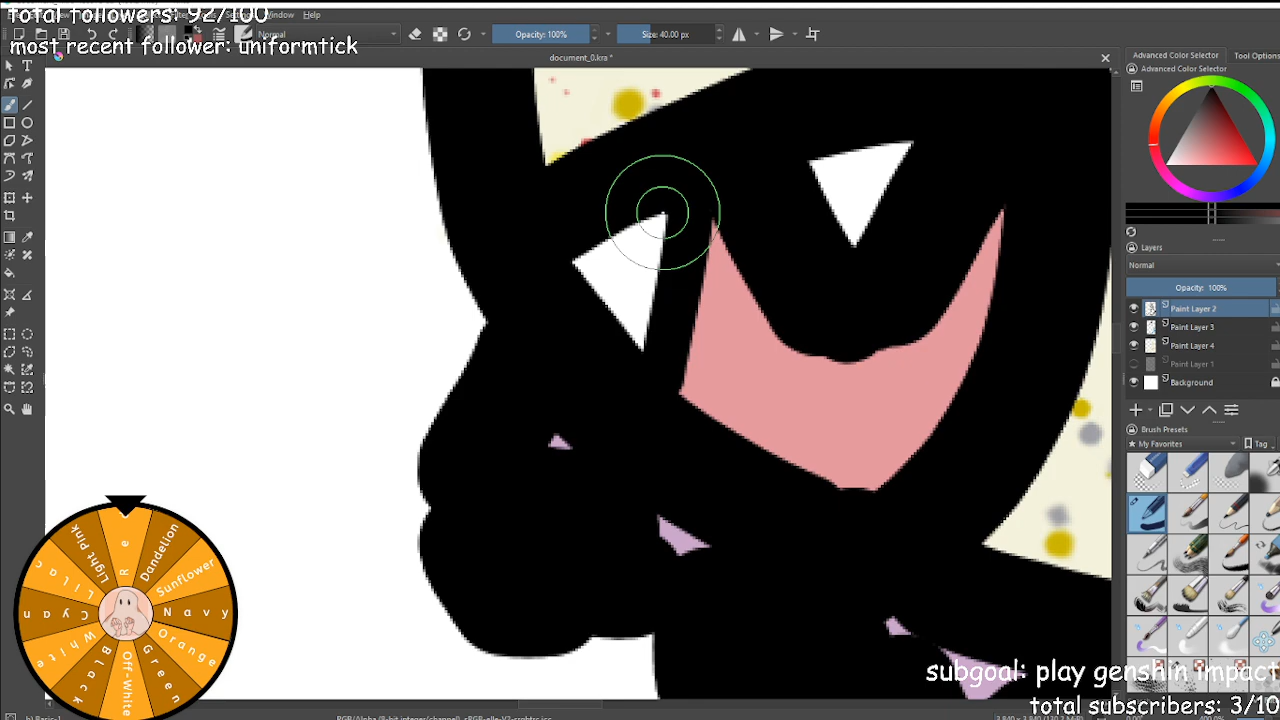 Total followers: 92/100
Window Help
most recent follower: uniformtick
Normal
Opacity: 100%
Size: 40.00 px
document_0.kra *
Advanced Color Selector
Tool Options
Advanced Color Selector
Layers
Normal
Opacity: 100%
Paint Layer 2
Paint Layer 3
Paint Layer 4
Paint Layer 1
Background
Brush Presets
My Favorites
Tag
Dandelion
Sunflower
Navy
Orange
Green
Off-White
Black
White
Cyan
Lilac
Light Pink
subgoal: play genshin impact
total subscribers: 3/10